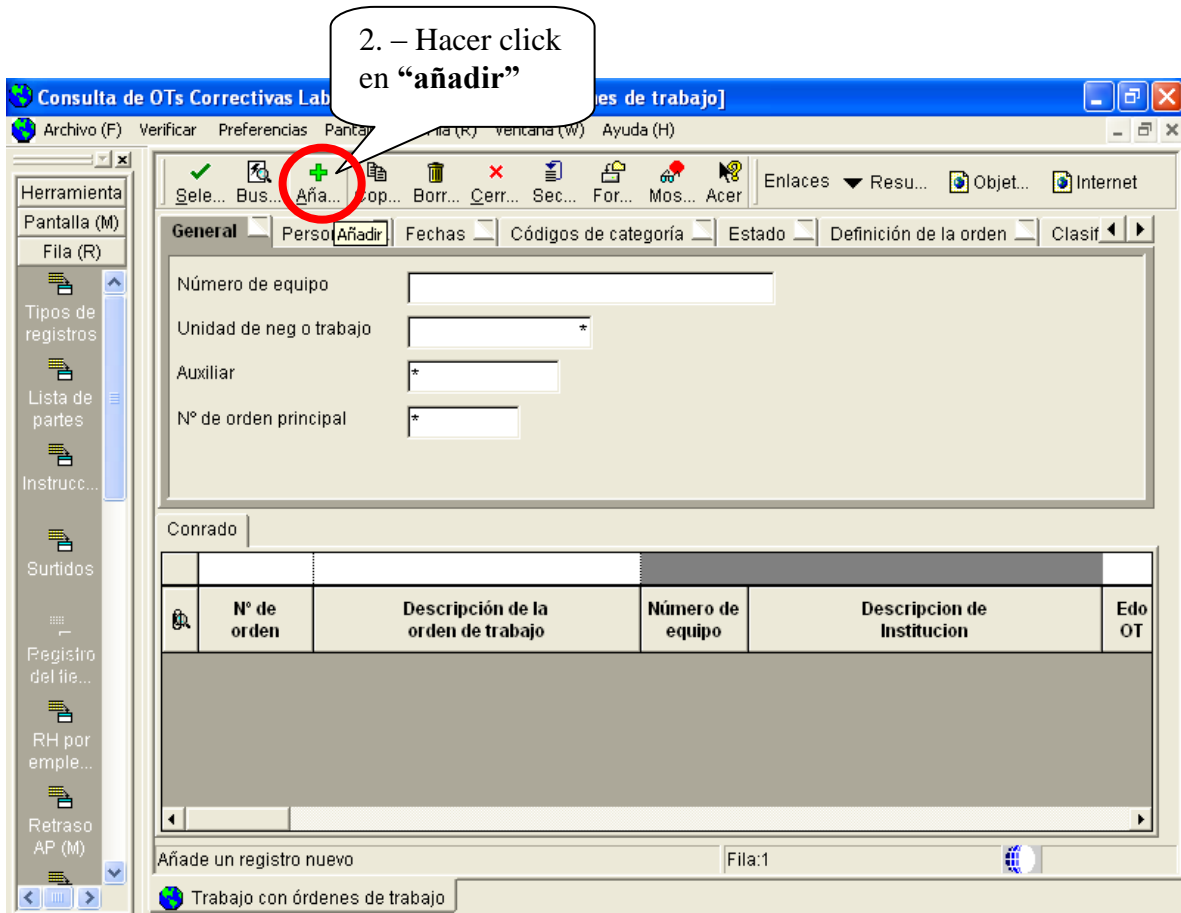 2. – Hacer click
en “añadir”
Consulta de OTs Correctivas Lab es de trabajo]
Archivo (F) Verificar Preferencias Ventana (W) Ayuda (H)
Sele... Bus... Aña... Cop... Borr... Cerr... Sec... For... Mos... Acer Enlaces Resu... Objet... Internet
Herramienta
Pantalla (M)
Fila (R)
General Perso Añadir Fechas Códigos de categoría Estado Definición de la orden Clasif
Número de equipo
Unidad de neg o trabajo *
Auxiliar *
Nº de orden principal *
Tipos de
registros
Lista de
partes
Instrucc...
Surtidos
Registro
del tie...
RH por
emple...
Retraso
AP (M)
Conrado
Nº de
orden
Descripción de la
orden de trabajo
Número de
equipo
Descripcion de
Institucion
Edo
OT
Añade un registro nuevo Fila:1
Trabajo con órdenes de trabajo